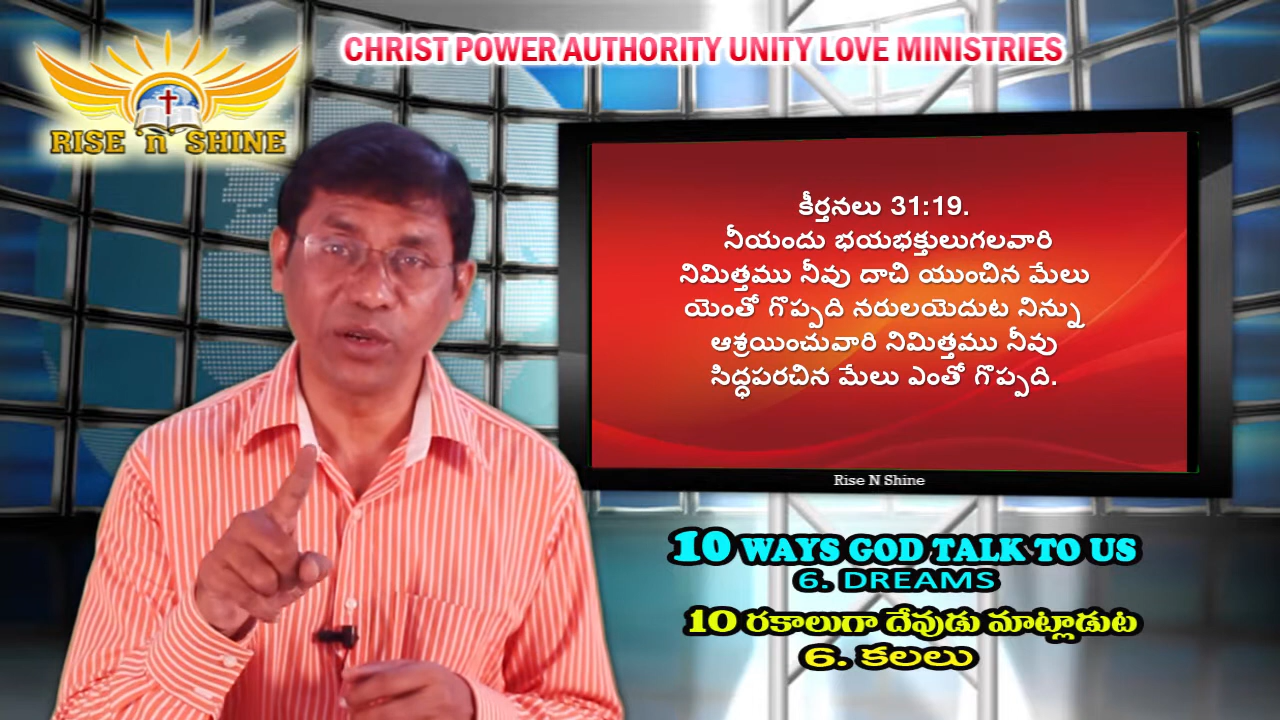 CHRIST POWER AUTHORITY UNITY LOVE MINISTRIES
RISE 'n' SHINE
కీర్తనలు 31:19.
నీయందు భయభక్తులుగలవారి
నిమిత్తము నీవు దాచి యుంచిన మేలు
యెంతో గొప్పది నరులయెదుట నిన్ను
ఆశ్రయించువారి నిమిత్తము నీవు
సిద్ధపరచిన మేలు ఎంతో గొప్పది.
Rise N Shine
10 WAYS GOD TALK TO US
6. DREAMS
10 రకాలుగా దేవుడు మాట్లాడుట
6. కలలు